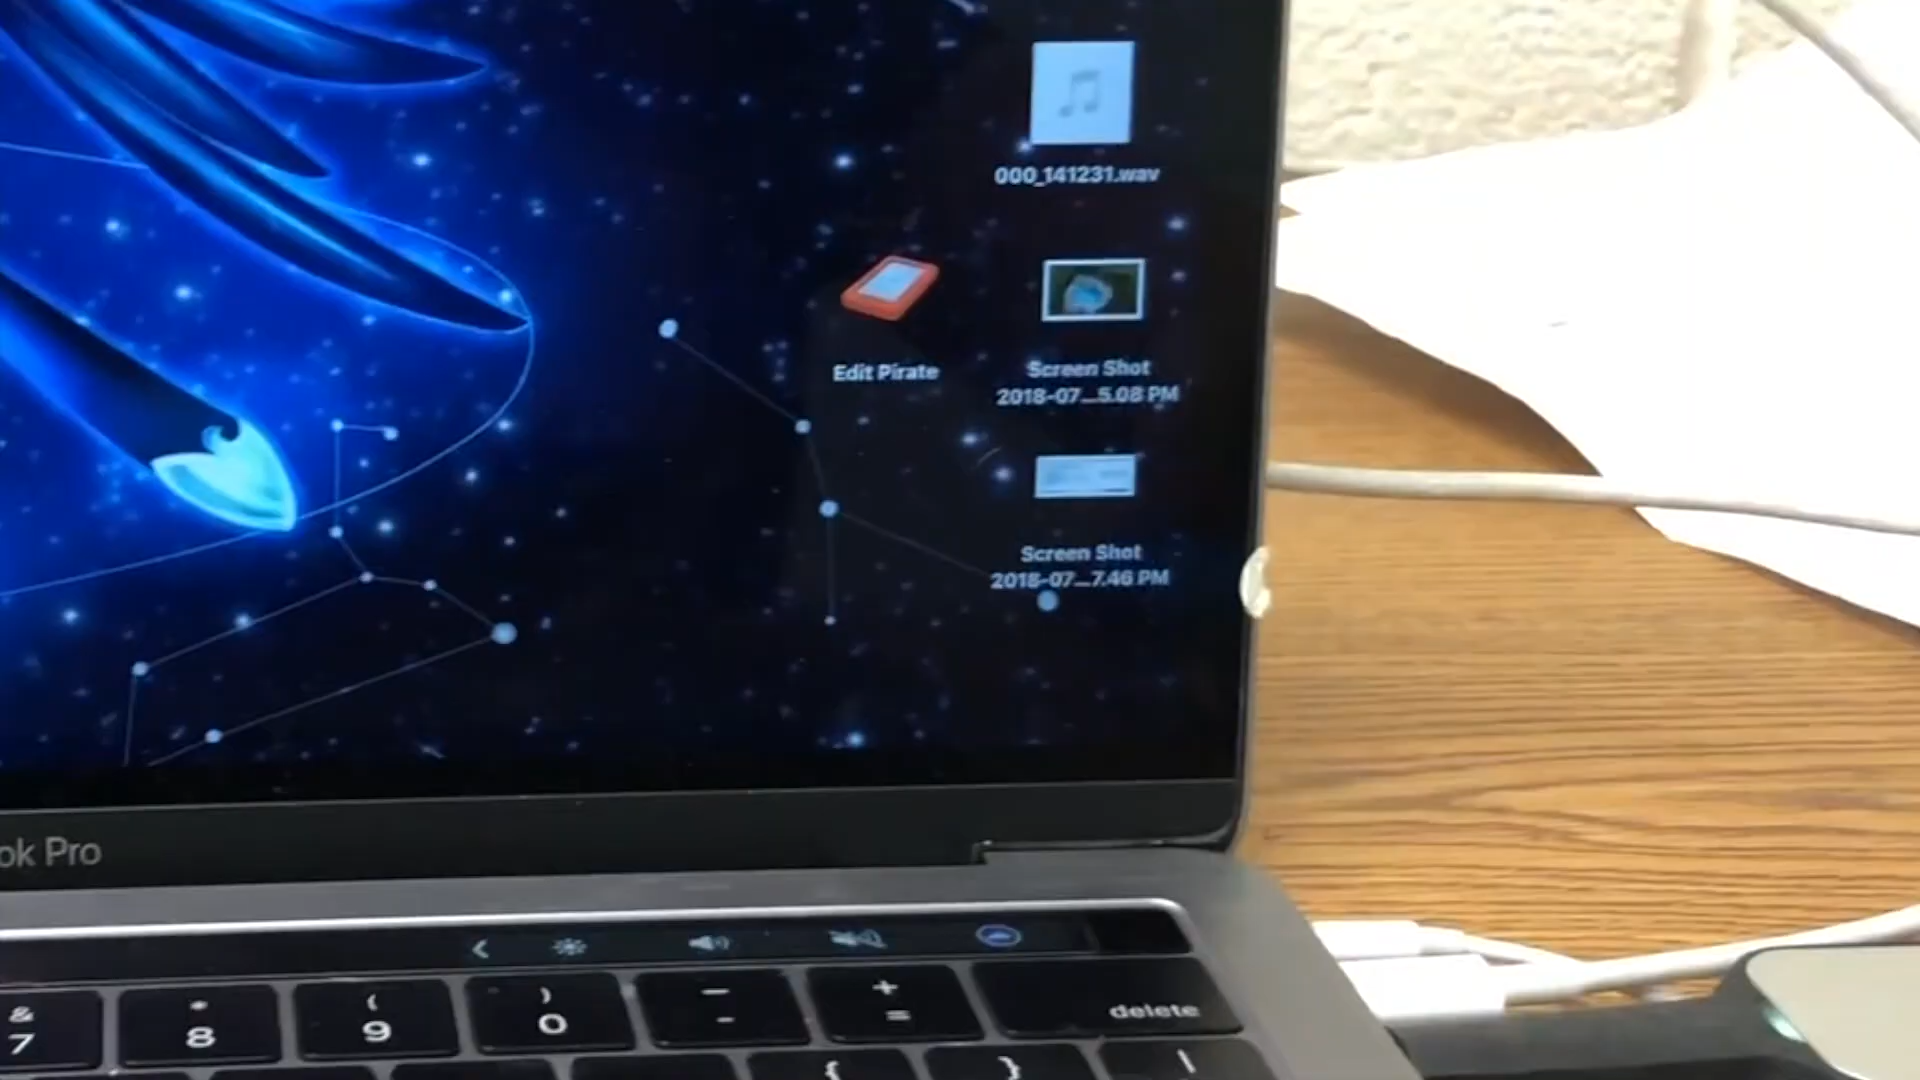 000_141231.wav
Edit Pirate
Screen Shot
2018-07...5.08 PM
Screen Shot
2018-07...7.46 PM
ok Pro
& * ( ) — +
7 8 9 0 - =
delete
{ } |